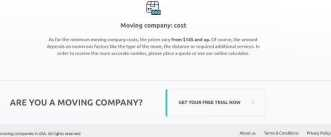 Moving company: cost
As for the minimum moving company costs, the prices vary from $145 and up. Of course, the amount
depends on numerous factors like the type of the move, the distance or required additional services. In
order to receive the more accurate number, please place a quote or use our online calculator.
ARE YOU A MOVING COMPANY?
GET YOUR FREE TRIAL NOW
moving companies in USA. All rights reserved
About us Terms & Conditions Privacy Policy